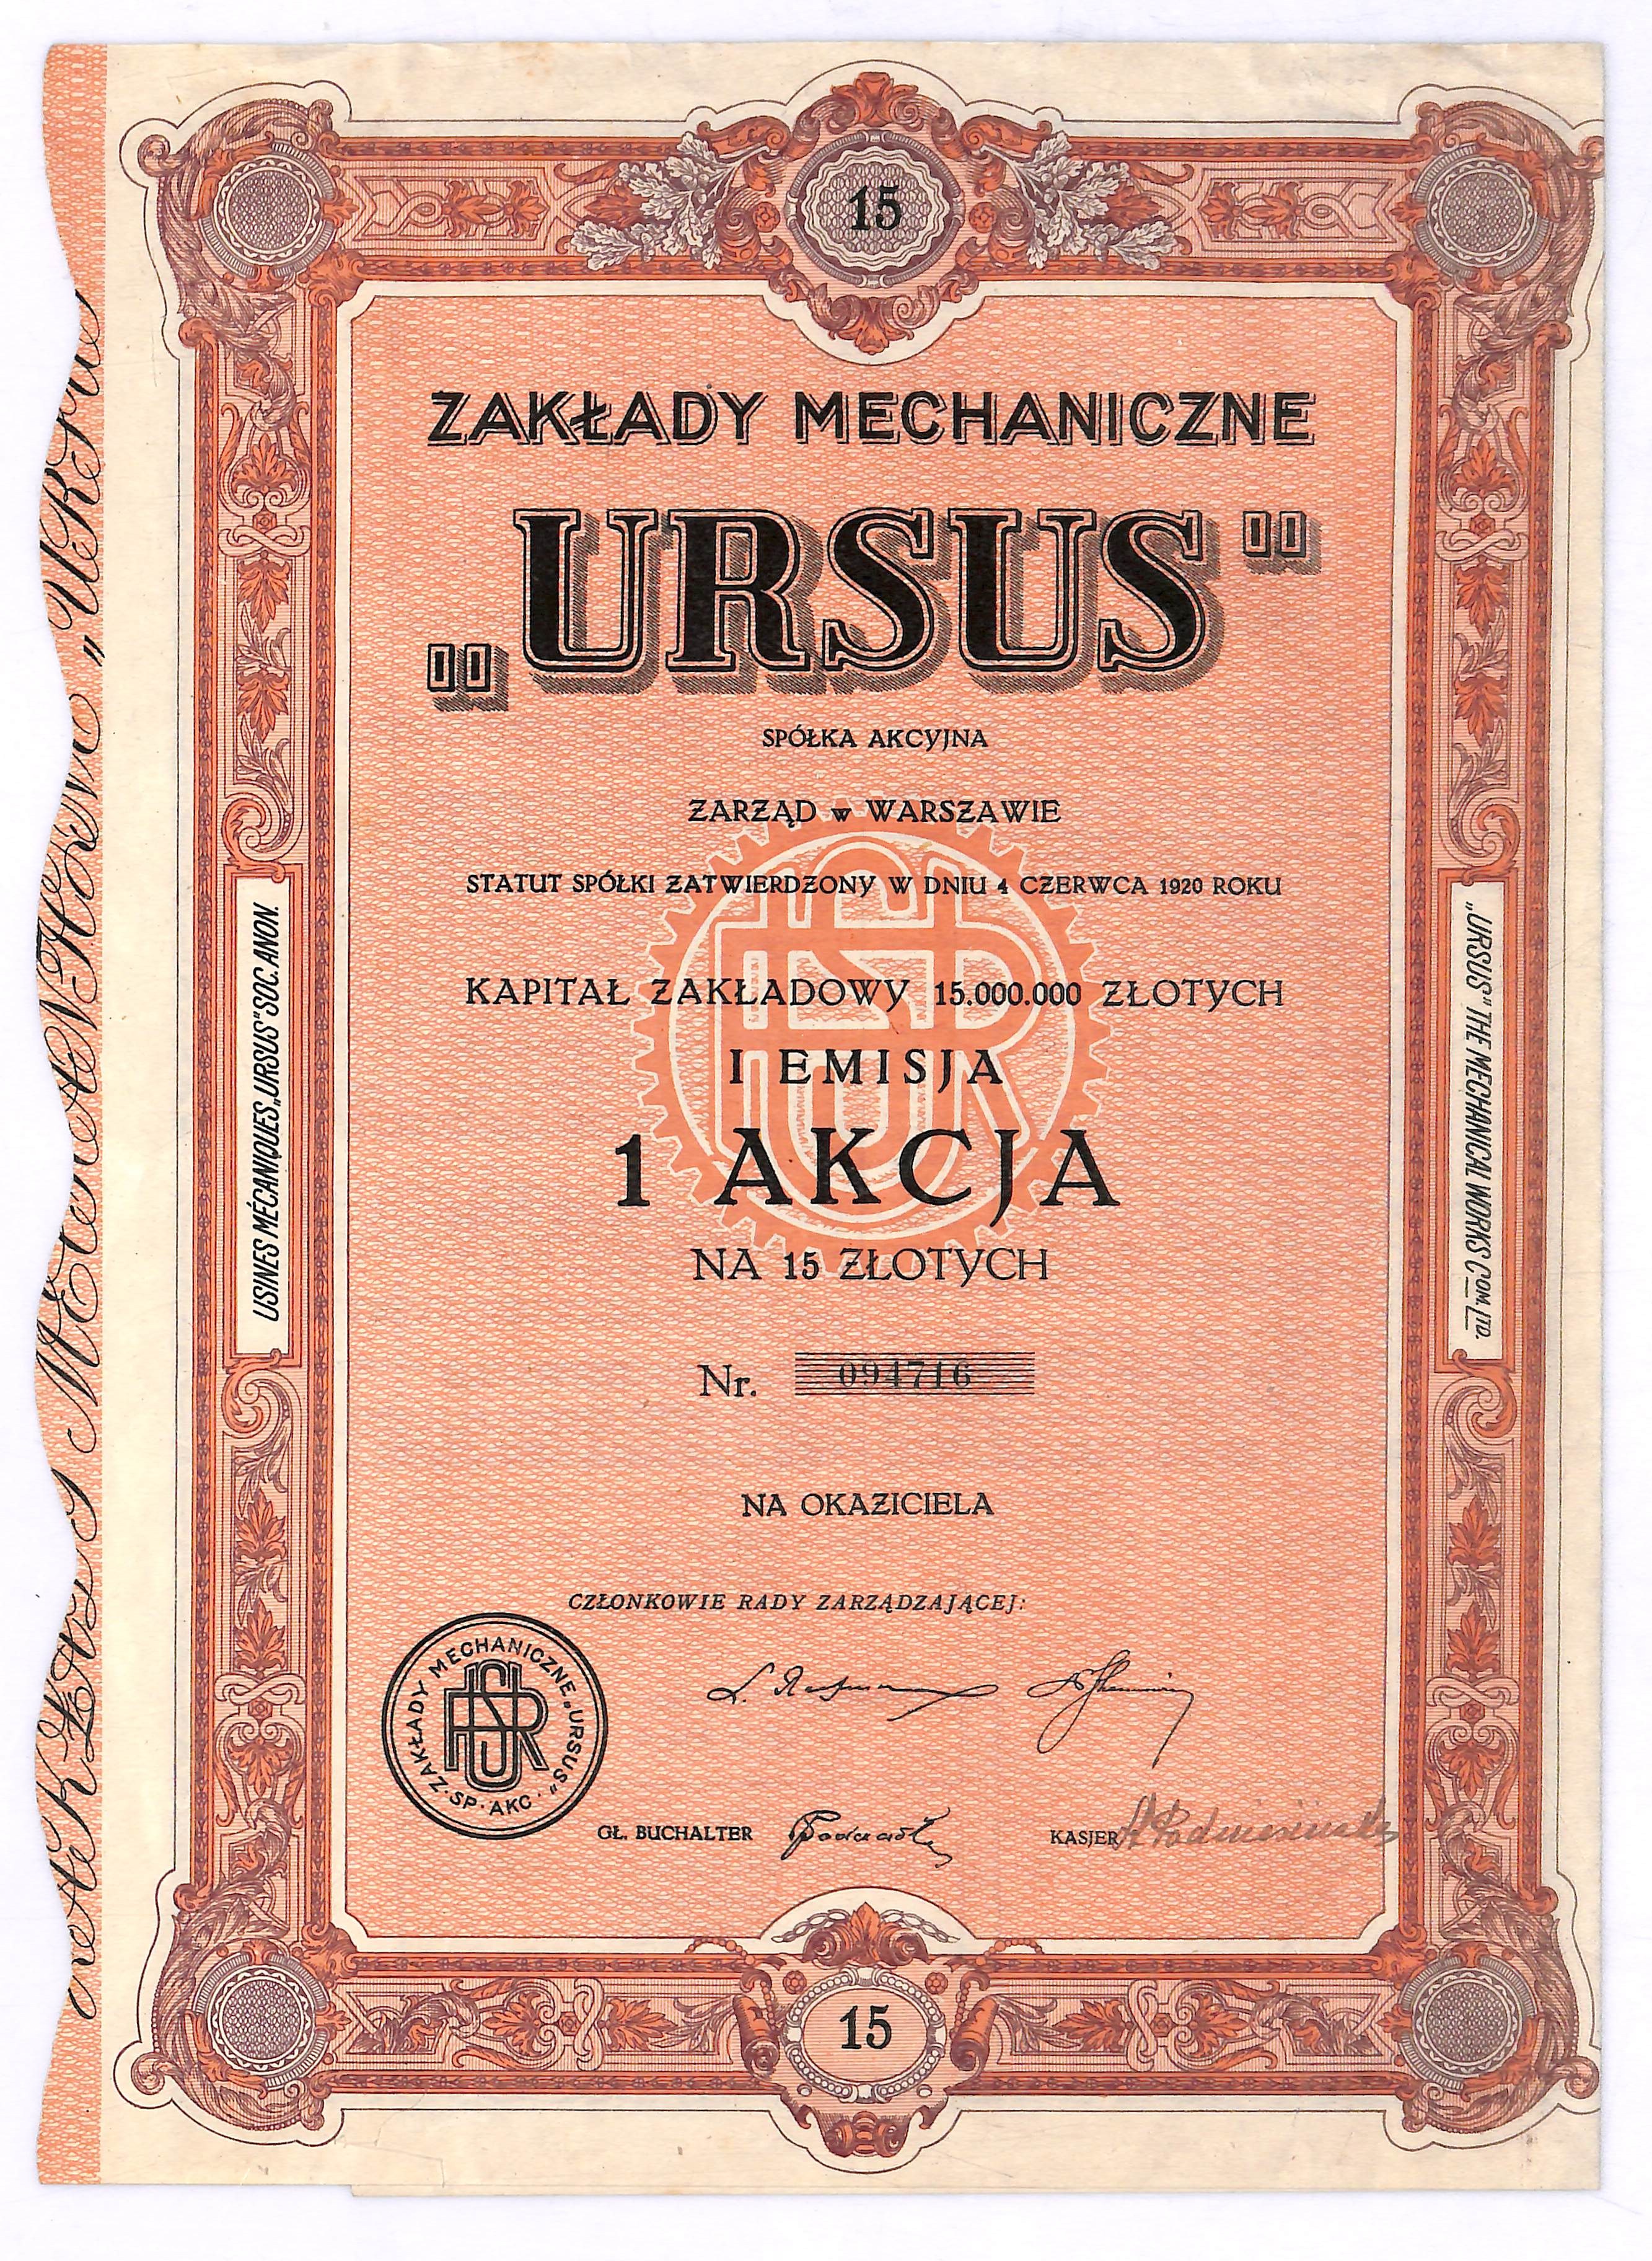 15
ZAKŁADY MECHANICZNE
„URSUS"
SPÓŁKA AKCYJNA
ZARZĄD w WARSZAWIE
STATUT SPÓŁKI ZATWIERDZONY W DNIU 4 CZERWCA 1920 ROKU
KAPITAŁ ZAKŁADOWY 15.000.000 ZŁOTYCH
I EMISJA
1 AKCJA
NA 15 ZŁOTYCH
Nr. 094716
NA OKAZICIELA
CZŁONKOWIE RADY ZARZĄDZAJĄCEJ:
ZAKŁADY MECHANICZNE „URSUS"
SP. AKC.
GŁ. BUCHALTER
KASJER
15
USINES MÉCANIQUES „URSUS" SOC. ANON.
„URSUS" THE MECHANICAL WORKS COM. LTD.